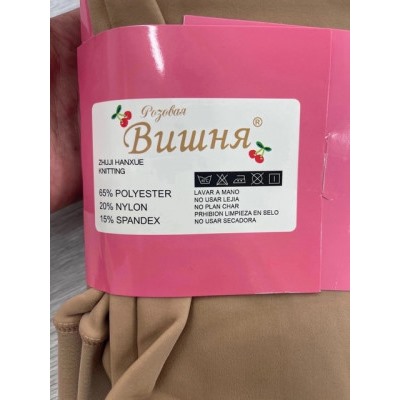 Розовая
Вишня®
ZHUJI HANXUE
KNITTING
65% POLYESTER
20% NYLON
15% SPANDEX
LAVAR A MANO
NO USAR LEJIA
NO PLAN CHAR
PRHIBION LIMPIEZA EN SELO
NO USAR SECADORA